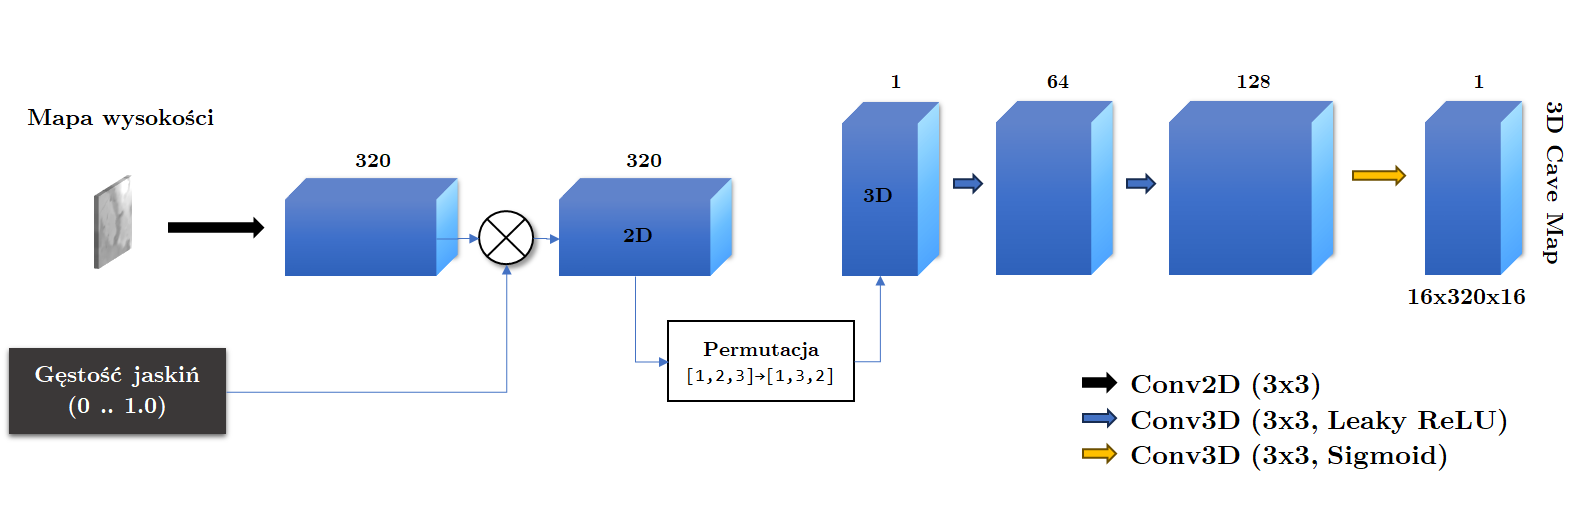 Mapa wysokości
320
320
2D
Gęstość jaskiń
(0 .. 1.0)
Permutacja
[1,2,3]→[1,3,2]
1
3D
64
128
1
3D Cave Map
16x320x16
Conv2D (3x3)
Conv3D (3x3, Leaky ReLU)
Conv3D (3x3, Sigmoid)